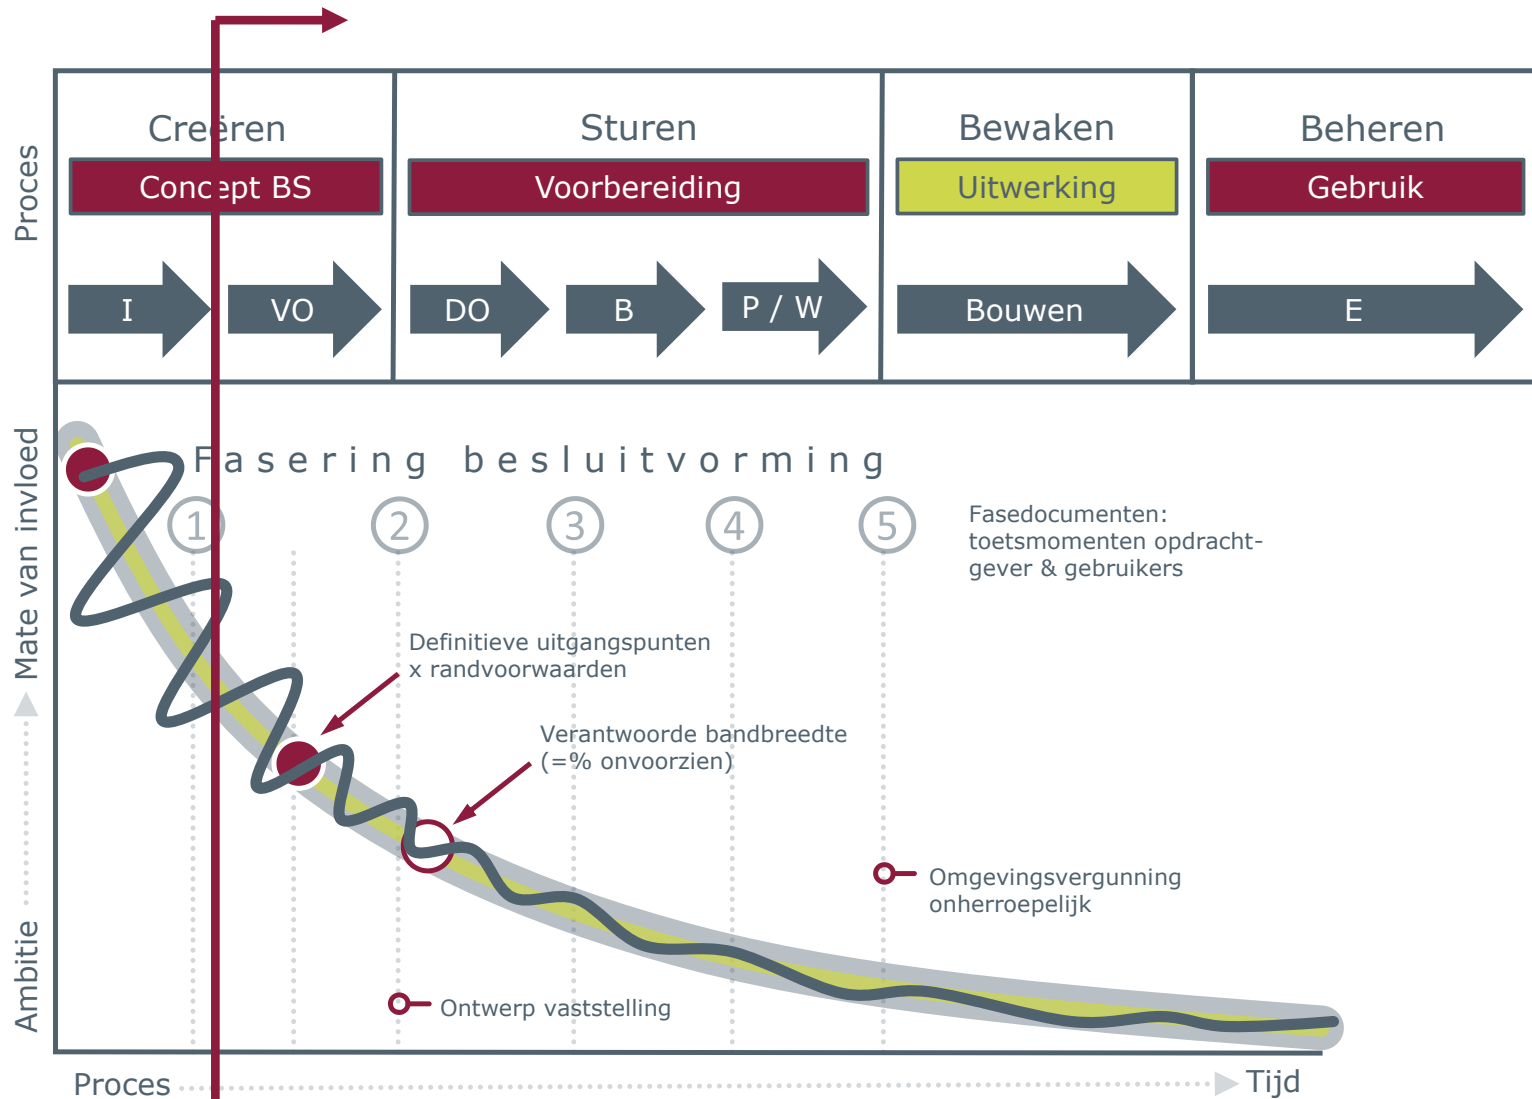 Proces
Creëren
Sturen
Bewaken
Beheren
Concept BS
Voorbereiding
Uitwerking
Gebruik
I
VO
DO
B
P / W
Bouwen
E
Mate van invloed
Ambitie
Fasering besluitvorming
1
2
3
4
5
Fasedocumenten:
toetsmomenten opdracht-
gever & gebruikers
Definitieve uitgangspunten
x randvoorwaarden
Verantwoorde bandbreedte
(=% onvoorzien)
Omgevingsvergunning
onherroepelijk
Ontwerp vaststelling
Proces
Tijd